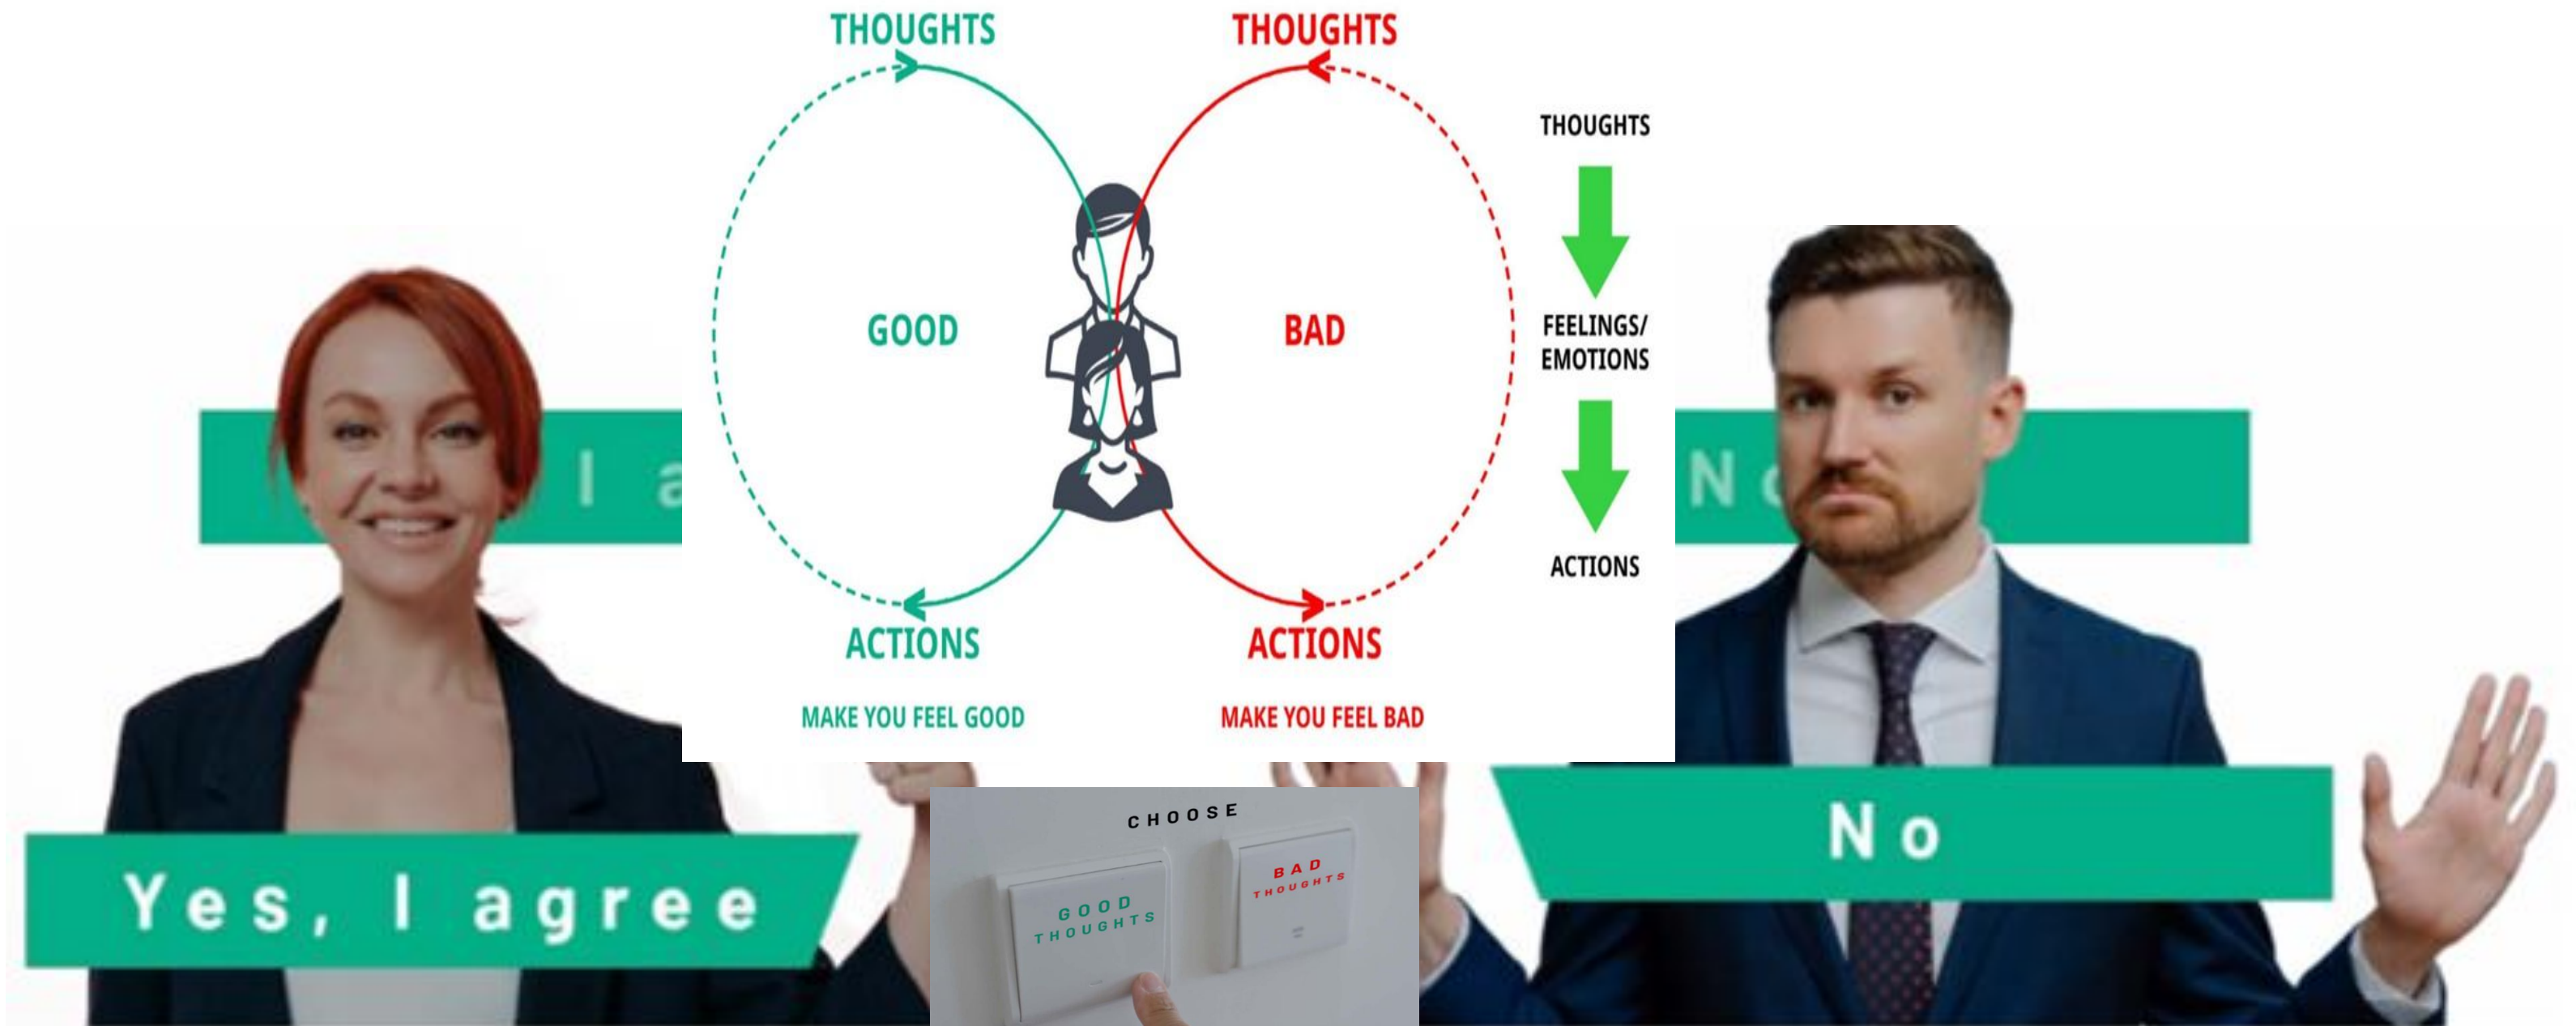 THOUGHTS
THOUGHTS
GOOD
BAD
ACTIONS
ACTIONS
MAKE YOU FEEL GOOD
MAKE YOU FEEL BAD
THOUGHTS
FEELINGS/
EMOTIONS
ACTIONS
I a
No
Yes, I agree
No
CHOOSE
GOOD
THOUGHTS
BAD
THOUGHTS